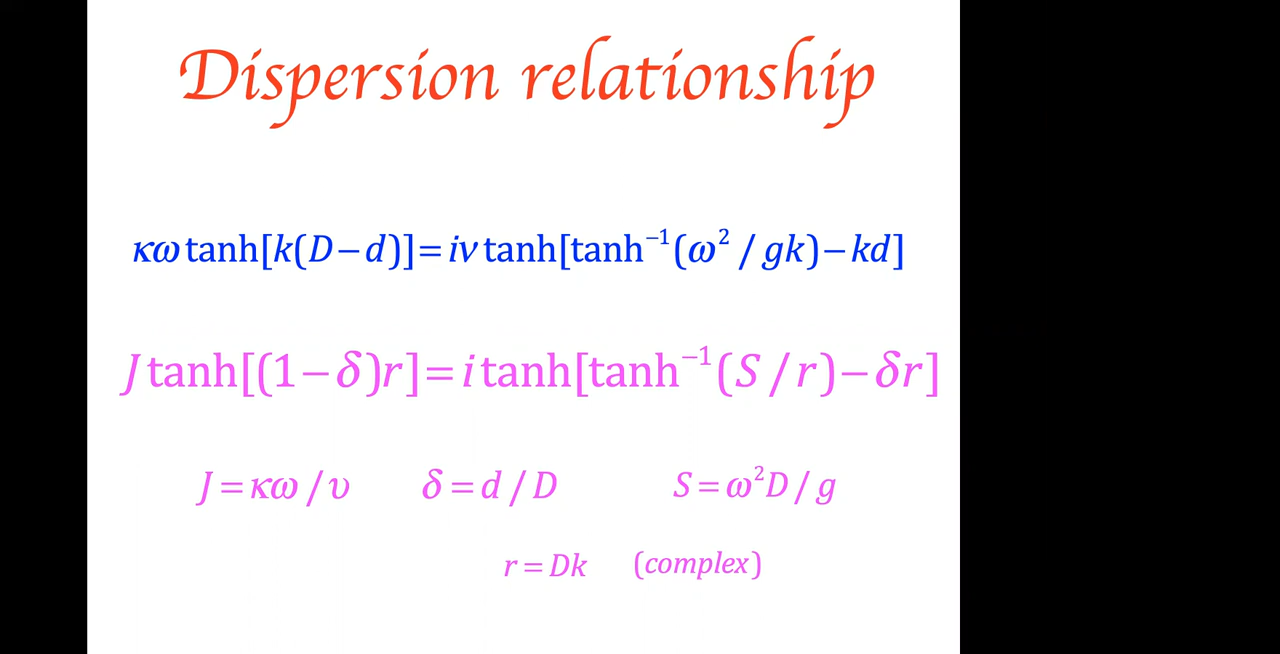 Dispersion relationship
κω tanh[k(D−d)]=iν tanh[tanh⁻¹(ω² / gk)−kd]
J tanh[(1−δ)r]=i tanh[tanh⁻¹(S / r)−δr]
J=κω / υ δ=d / D S=ω²D / g
r=Dk (complex)